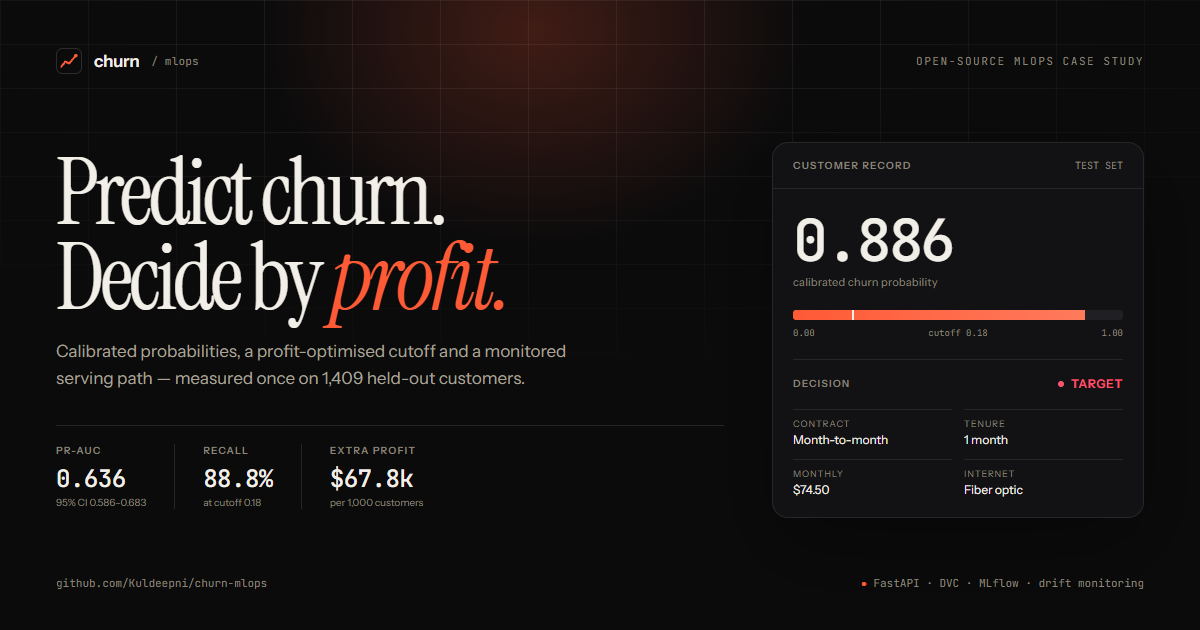 churn / mlops
OPEN-SOURCE MLOPS CASE STUDY
Predict churn.
Decide by profit.
Calibrated probabilities, a profit-optimised cutoff and a monitored
serving path — measured once on 1,409 held-out customers.
PR-AUC
0.636
95% CI 0.586–0.683
RECALL
88.8%
at cutoff 0.18
EXTRA PROFIT
$67.8k
per 1,000 customers
CUSTOMER RECORD
TEST SET
0.886
calibrated churn probability
0.00 cutoff 0.18 1.00
DECISION
TARGET
CONTRACT
Month-to-month
TENURE
1 month
MONTHLY
$74.50
INTERNET
Fiber optic
github.com/Kuldeepni/churn-mlops
FastAPI · DVC · MLflow · drift monitoring